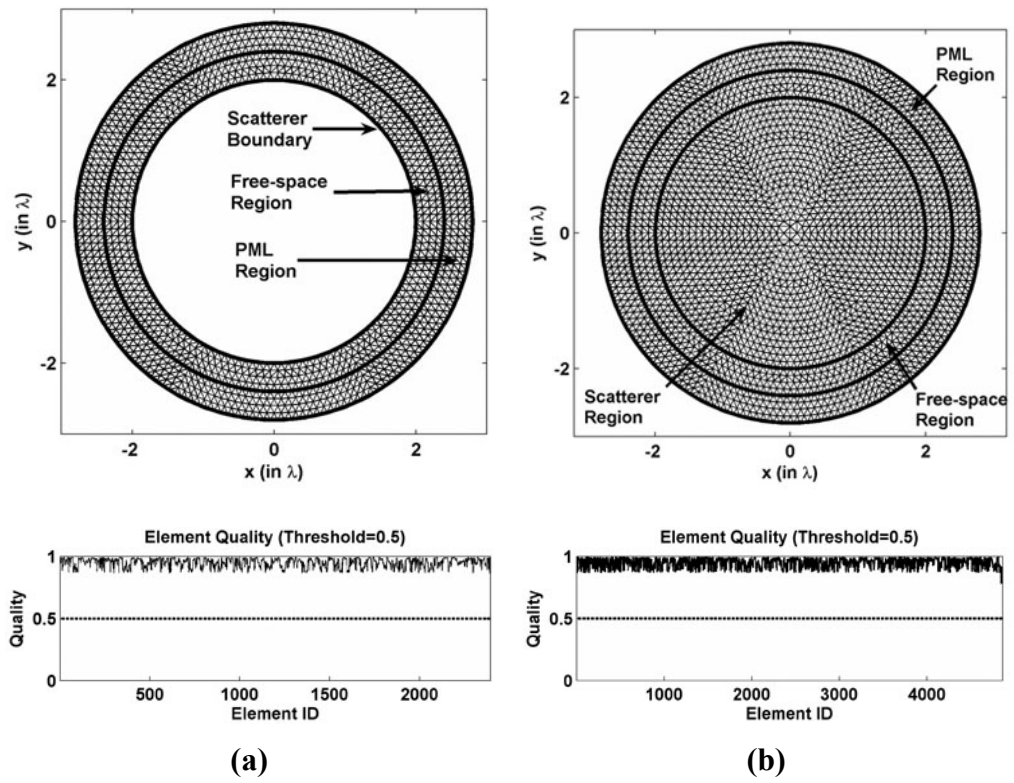 2
0
-2
y (in λ)
-2
0
2
x (in λ)
Scatterer
Boundary
Free-space
Region
PML
Region
2
0
-2
y (in λ)
-2
0
2
x (in λ)
PML
Region
Scatterer
Region
Free-space
Region
Element Quality (Threshold=0.5)
1
0.5
0
Quality
500
1000
1500
2000
Element ID
Element Quality (Threshold=0.5)
1
0.5
0
Quality
1000
2000
3000
4000
Element ID
(a)
(b)